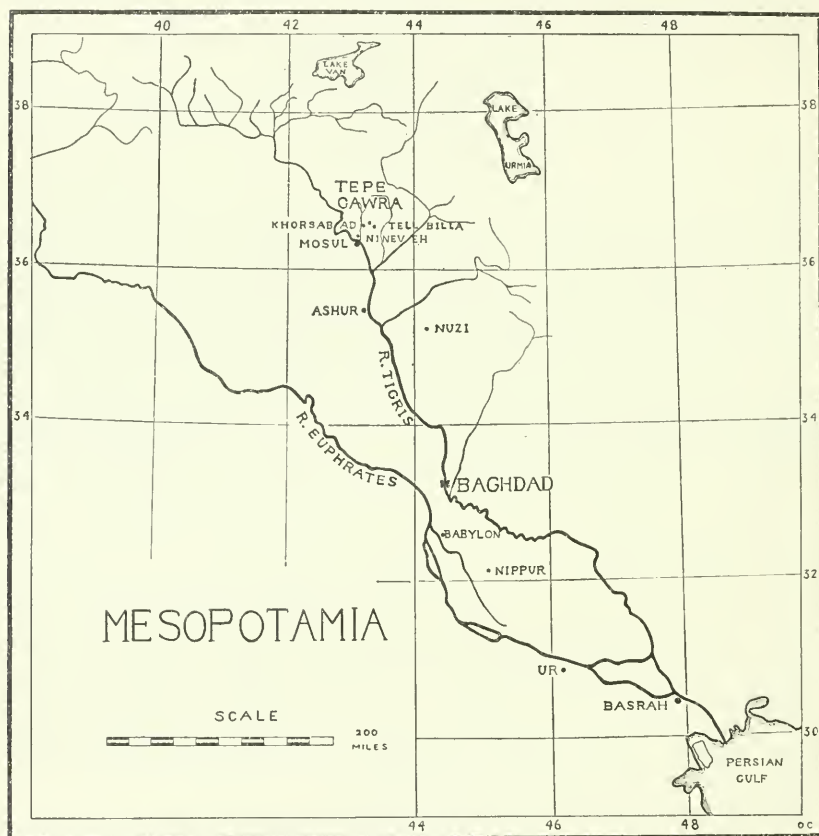 40 42 44 46 48
LAKE
VAN
38 38
LAKE
URMIA
TEPE
GAWRA
KHORSABAD TELL BILLA
NINEVEH
MOSUL
36 36
ASHUR
NUZI
R. TIGRIS
34 34
R. EUPHRATES
BAGHDAD
BABYLON
NIPPUR
32 32
MESOPOTAMIA
UR
BASRAH
SCALE
200
MILES
30
PERSIAN
GULF
44 46 48 OC